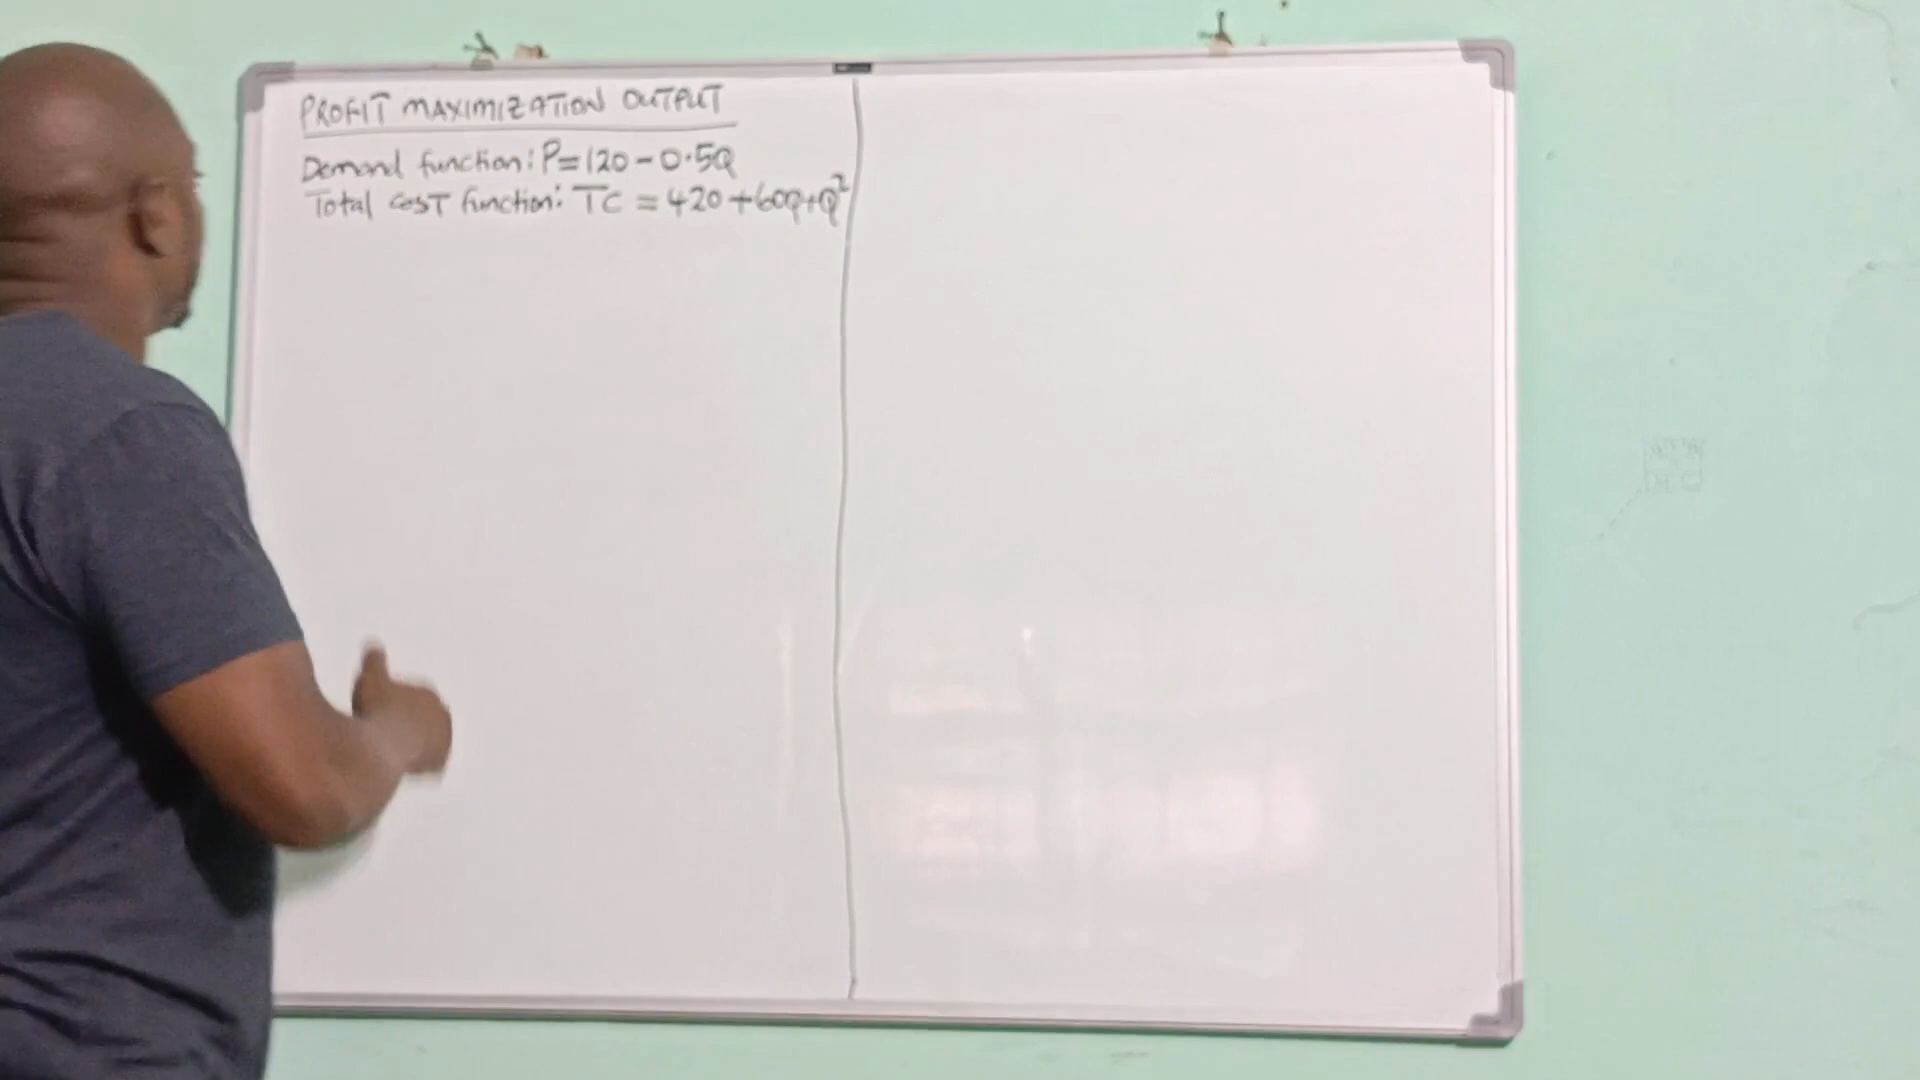 PROFIT MAXIMIZATION OUTPUT
Demand function: P=120-0.5Q
Total cost function: TC = 420+60Q+Q²